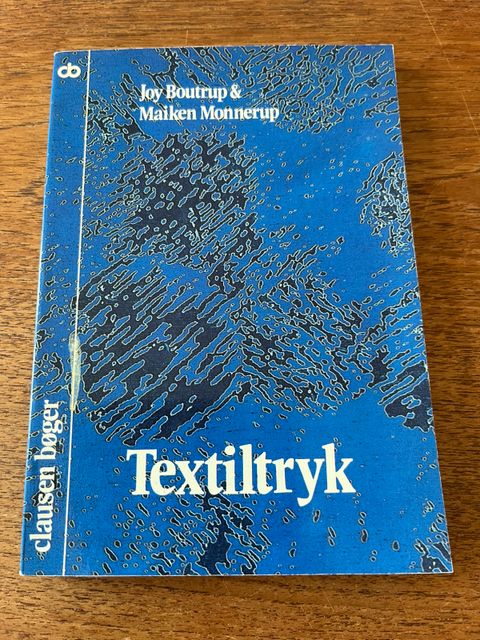 Joy Boutrup &
Maiken Monnerup
Textiltryk
clausen bøger